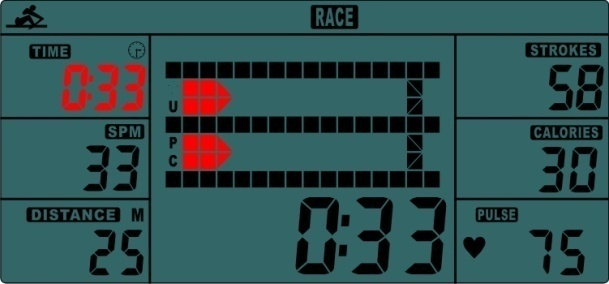 RACE
TIME
0:33
SPM
33
DISTANCE M
25
U
P
C
0:33
STROKES
58
CALORIES
30
PULSE
75